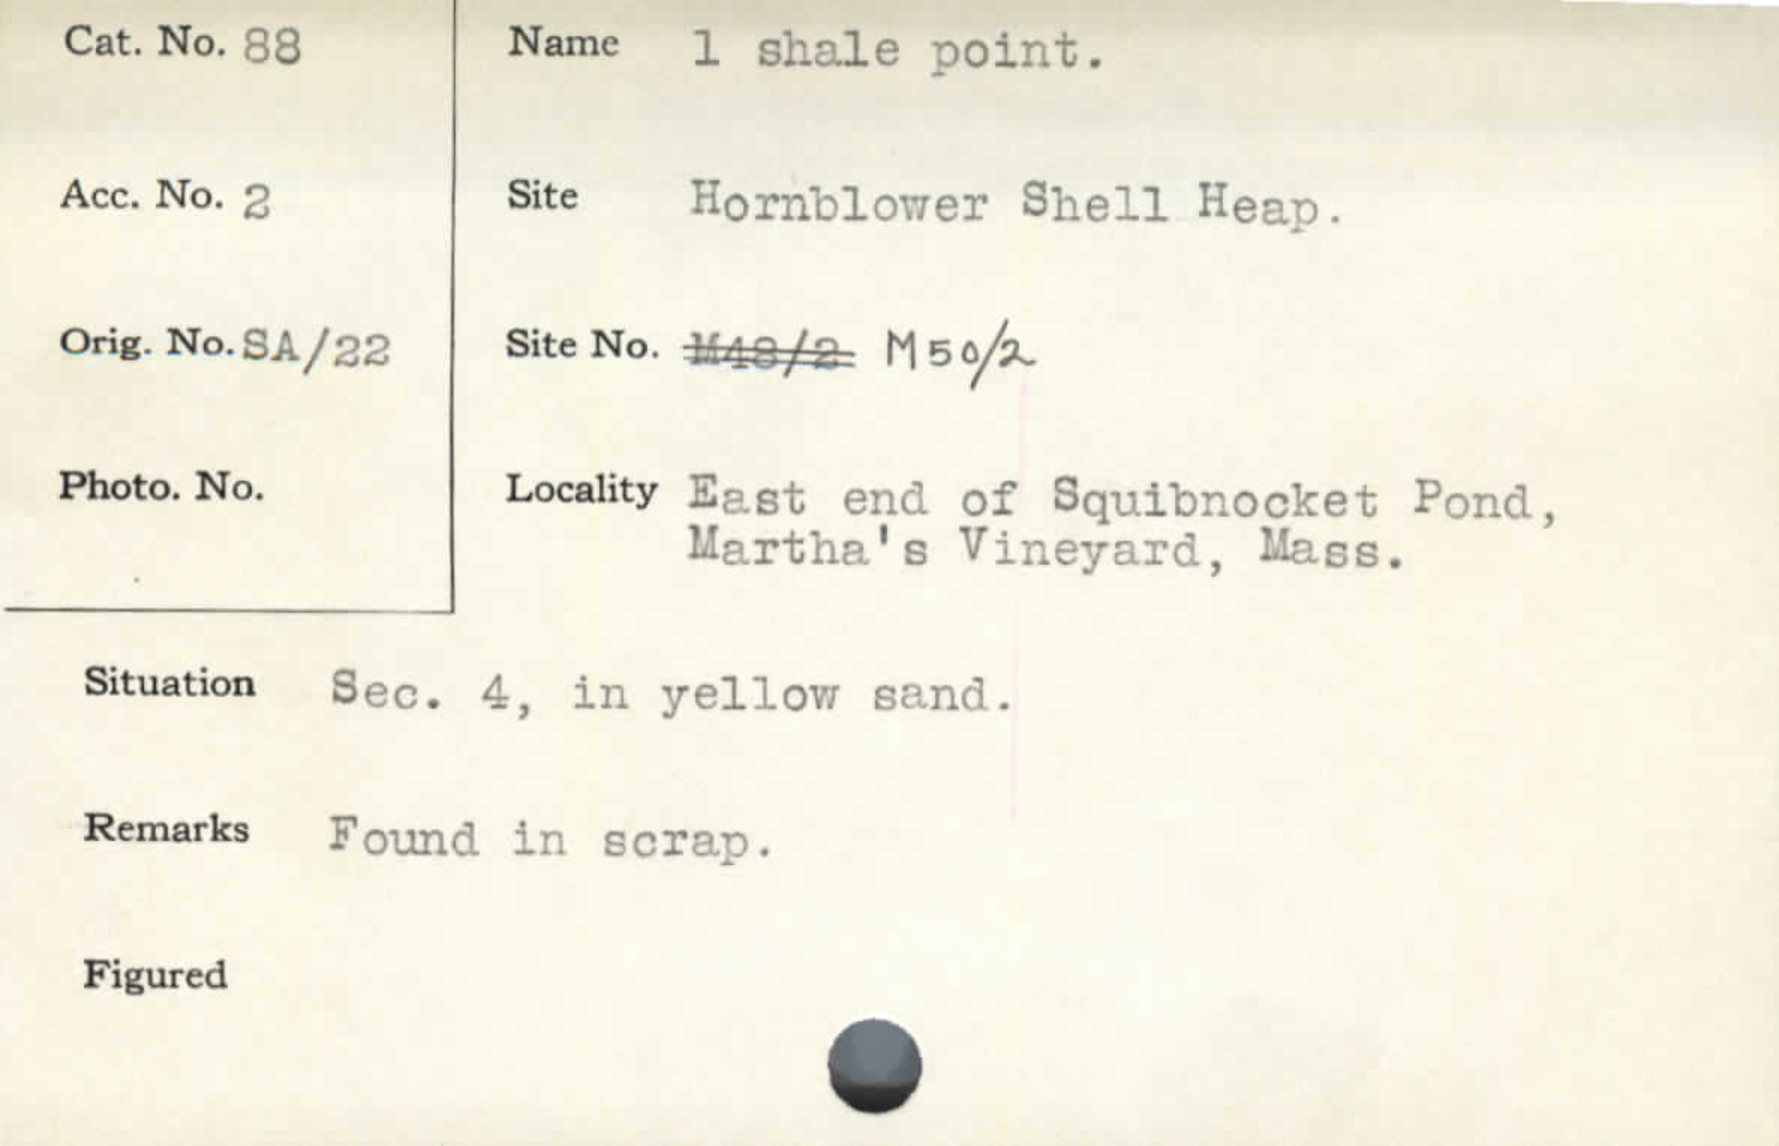 Cat. No. 88
Name 1 shale point.
Acc. No. 2
Site Hornblower Shell Heap.
Orig. No. SA/22
Site No. M48/2 M50/2
Photo. No.
Locality East end of Squibnocket Pond,
Martha's Vineyard, Mass.
Situation Sec. 4, in yellow sand.
Remarks Found in scrap.
Figured